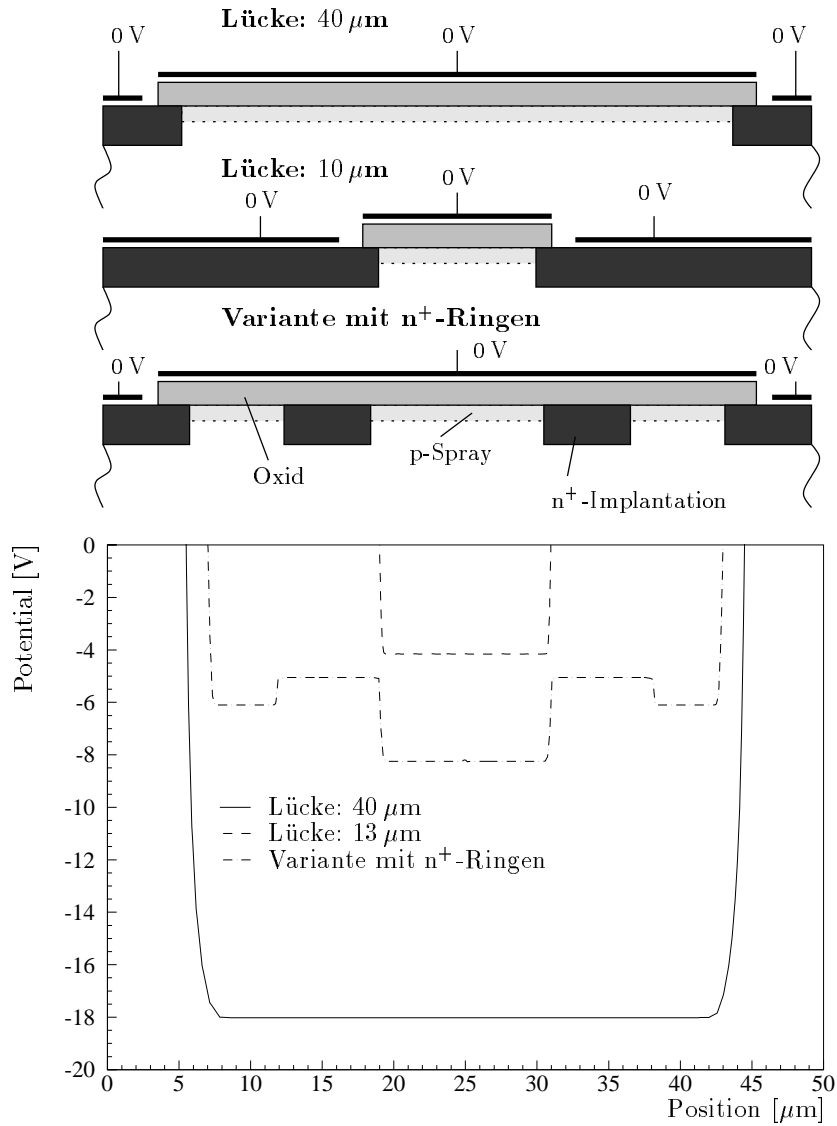 Lücke: 40 μm
0 V 0 V 0 V
Lücke: 10 μm
0 V 0 V 0 V
Variante mit n⁺-Ringen
0 V 0 V 0 V
p-Spray
Oxid
n⁺-Implantation
Potential [V]
0
-2
-4
-6
-8
-10
-12
-14
-16
-18
-20
Lücke: 40 μm
Lücke: 13 μm
Variante mit n⁺-Ringen
0 5 10 15 20 25 30 35 40 45 50
Position [μm]